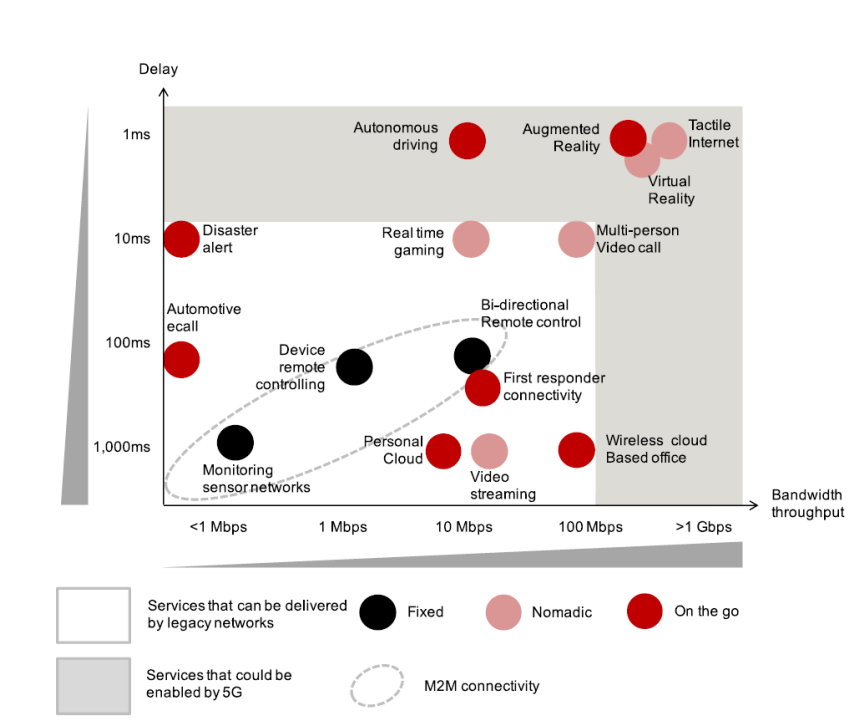 Delay
1ms
Autonomous
driving
Augmented
Reality
Tactile
Internet
Virtual
Reality
10ms
Disaster
alert
Real time
gaming
Multi-person
Video call
Automotive
ecall
Bi-directional
Remote control
100ms
Device
remote
controlling
First responder
connectivity
1,000ms
Monitoring
sensor networks
Personal
Cloud
Video
streaming
Wireless cloud
Based office
Bandwidth
throughput
<1 Mbps
1 Mbps
10 Mbps
100 Mbps
>1 Gbps
Services that can be delivered
by legacy networks
Fixed
Nomadic
On the go
Services that could be
enabled by 5G
M2M connectivity